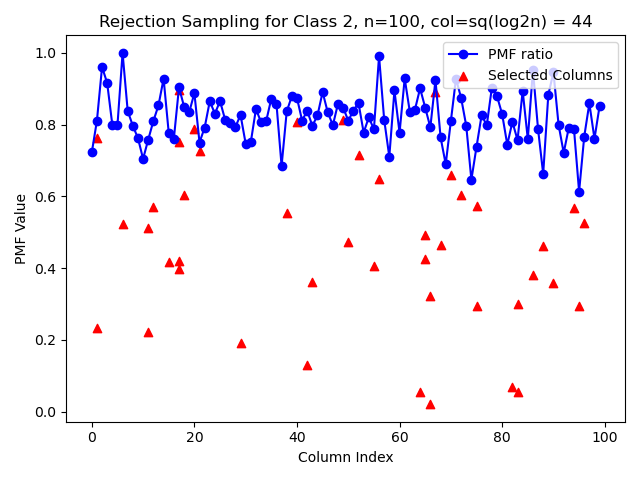 Rejection Sampling for Class 2, n=100, col=sq(log2n) = 44
PMF ratio
Selected Columns
PMF Value
1.0
0.8
0.6
0.4
0.2
0.0
0
20
40
60
80
100
Column Index